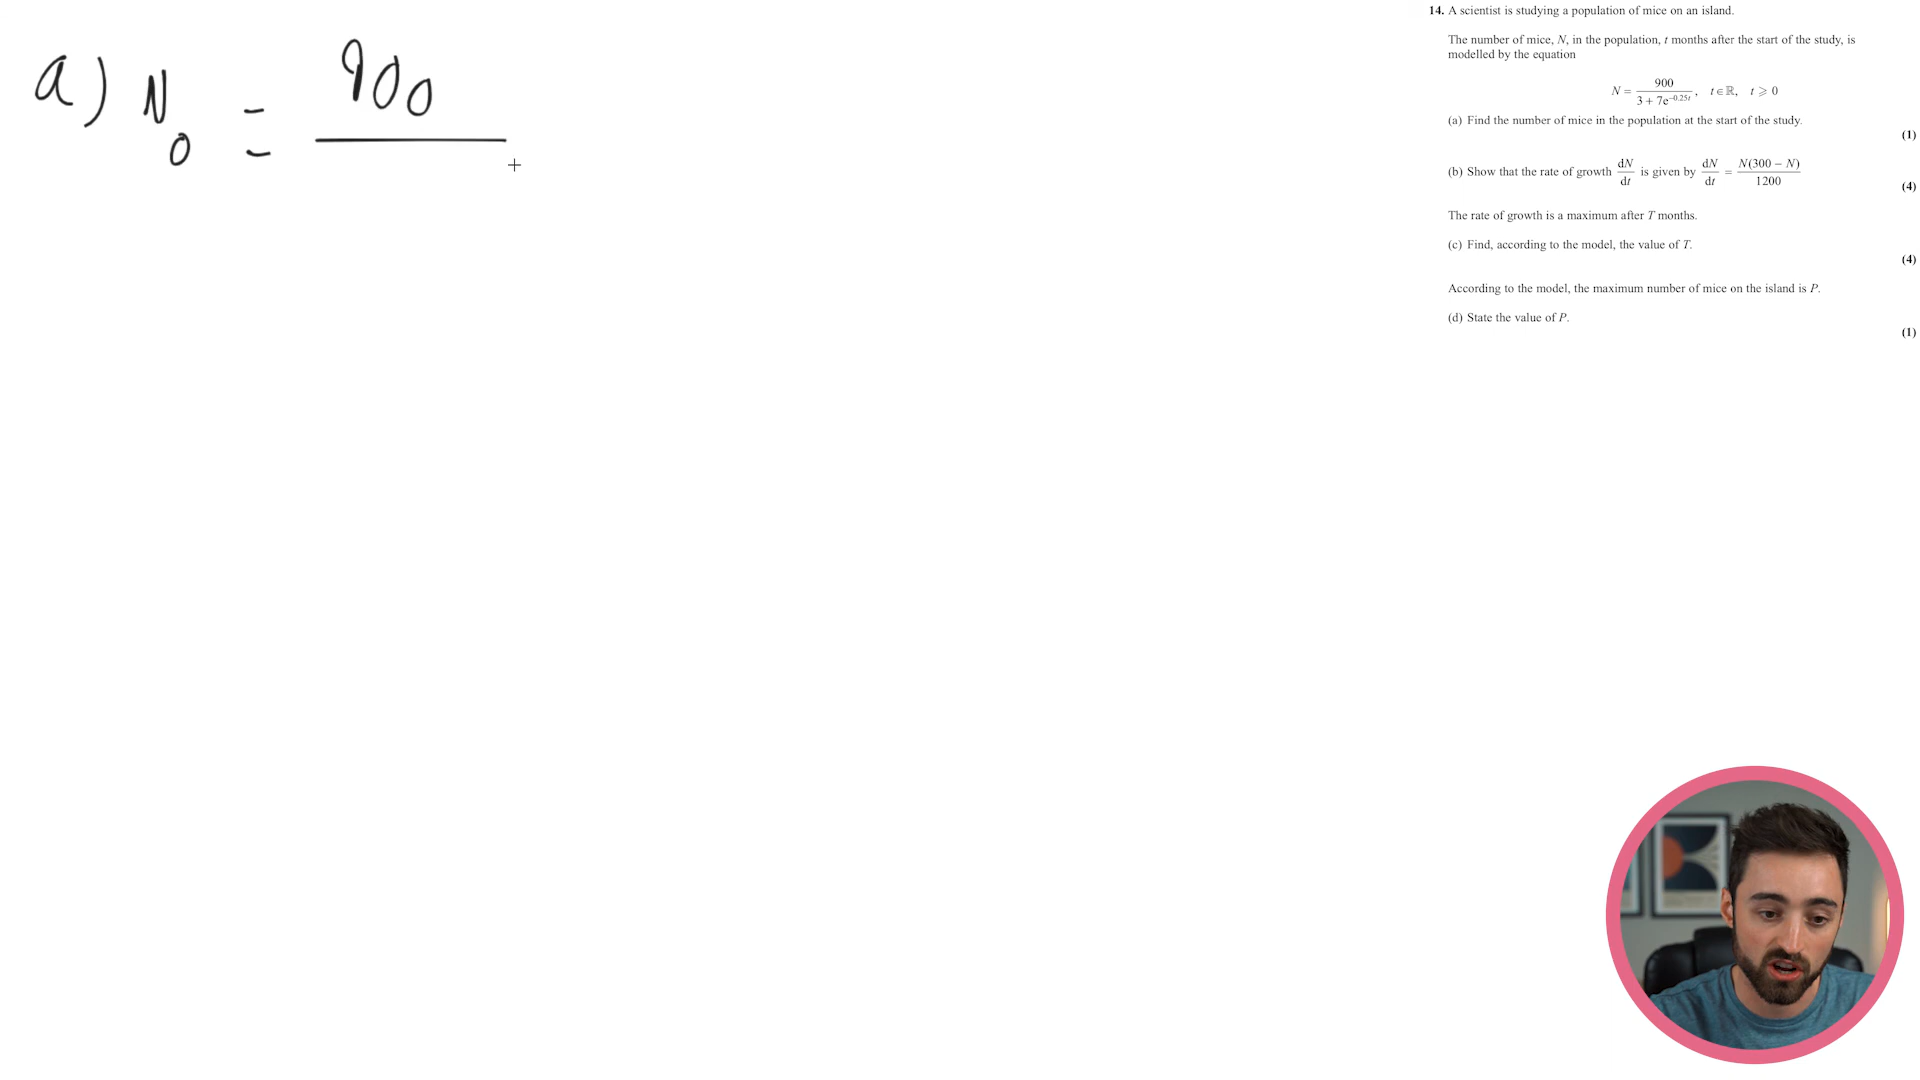 a) N₀ = 900
14. A scientist is studying a population of mice on an island.
The number of mice, N, in the population, t months after the start of the study, is
modelled by the equation
N = 900 / (3 + 7e^(−0.25t)), t ∈ ℝ, t ⩾ 0
(a) Find the number of mice in the population at the start of the study.
(1)
(b) Show that the rate of growth dN/dt is given by dN/dt = N(300 − N)/1200
(4)
The rate of growth is a maximum after T months.
(c) Find, according to the model, the value of T.
(4)
According to the model, the maximum number of mice on the island is P.
(d) State the value of P.
(1)